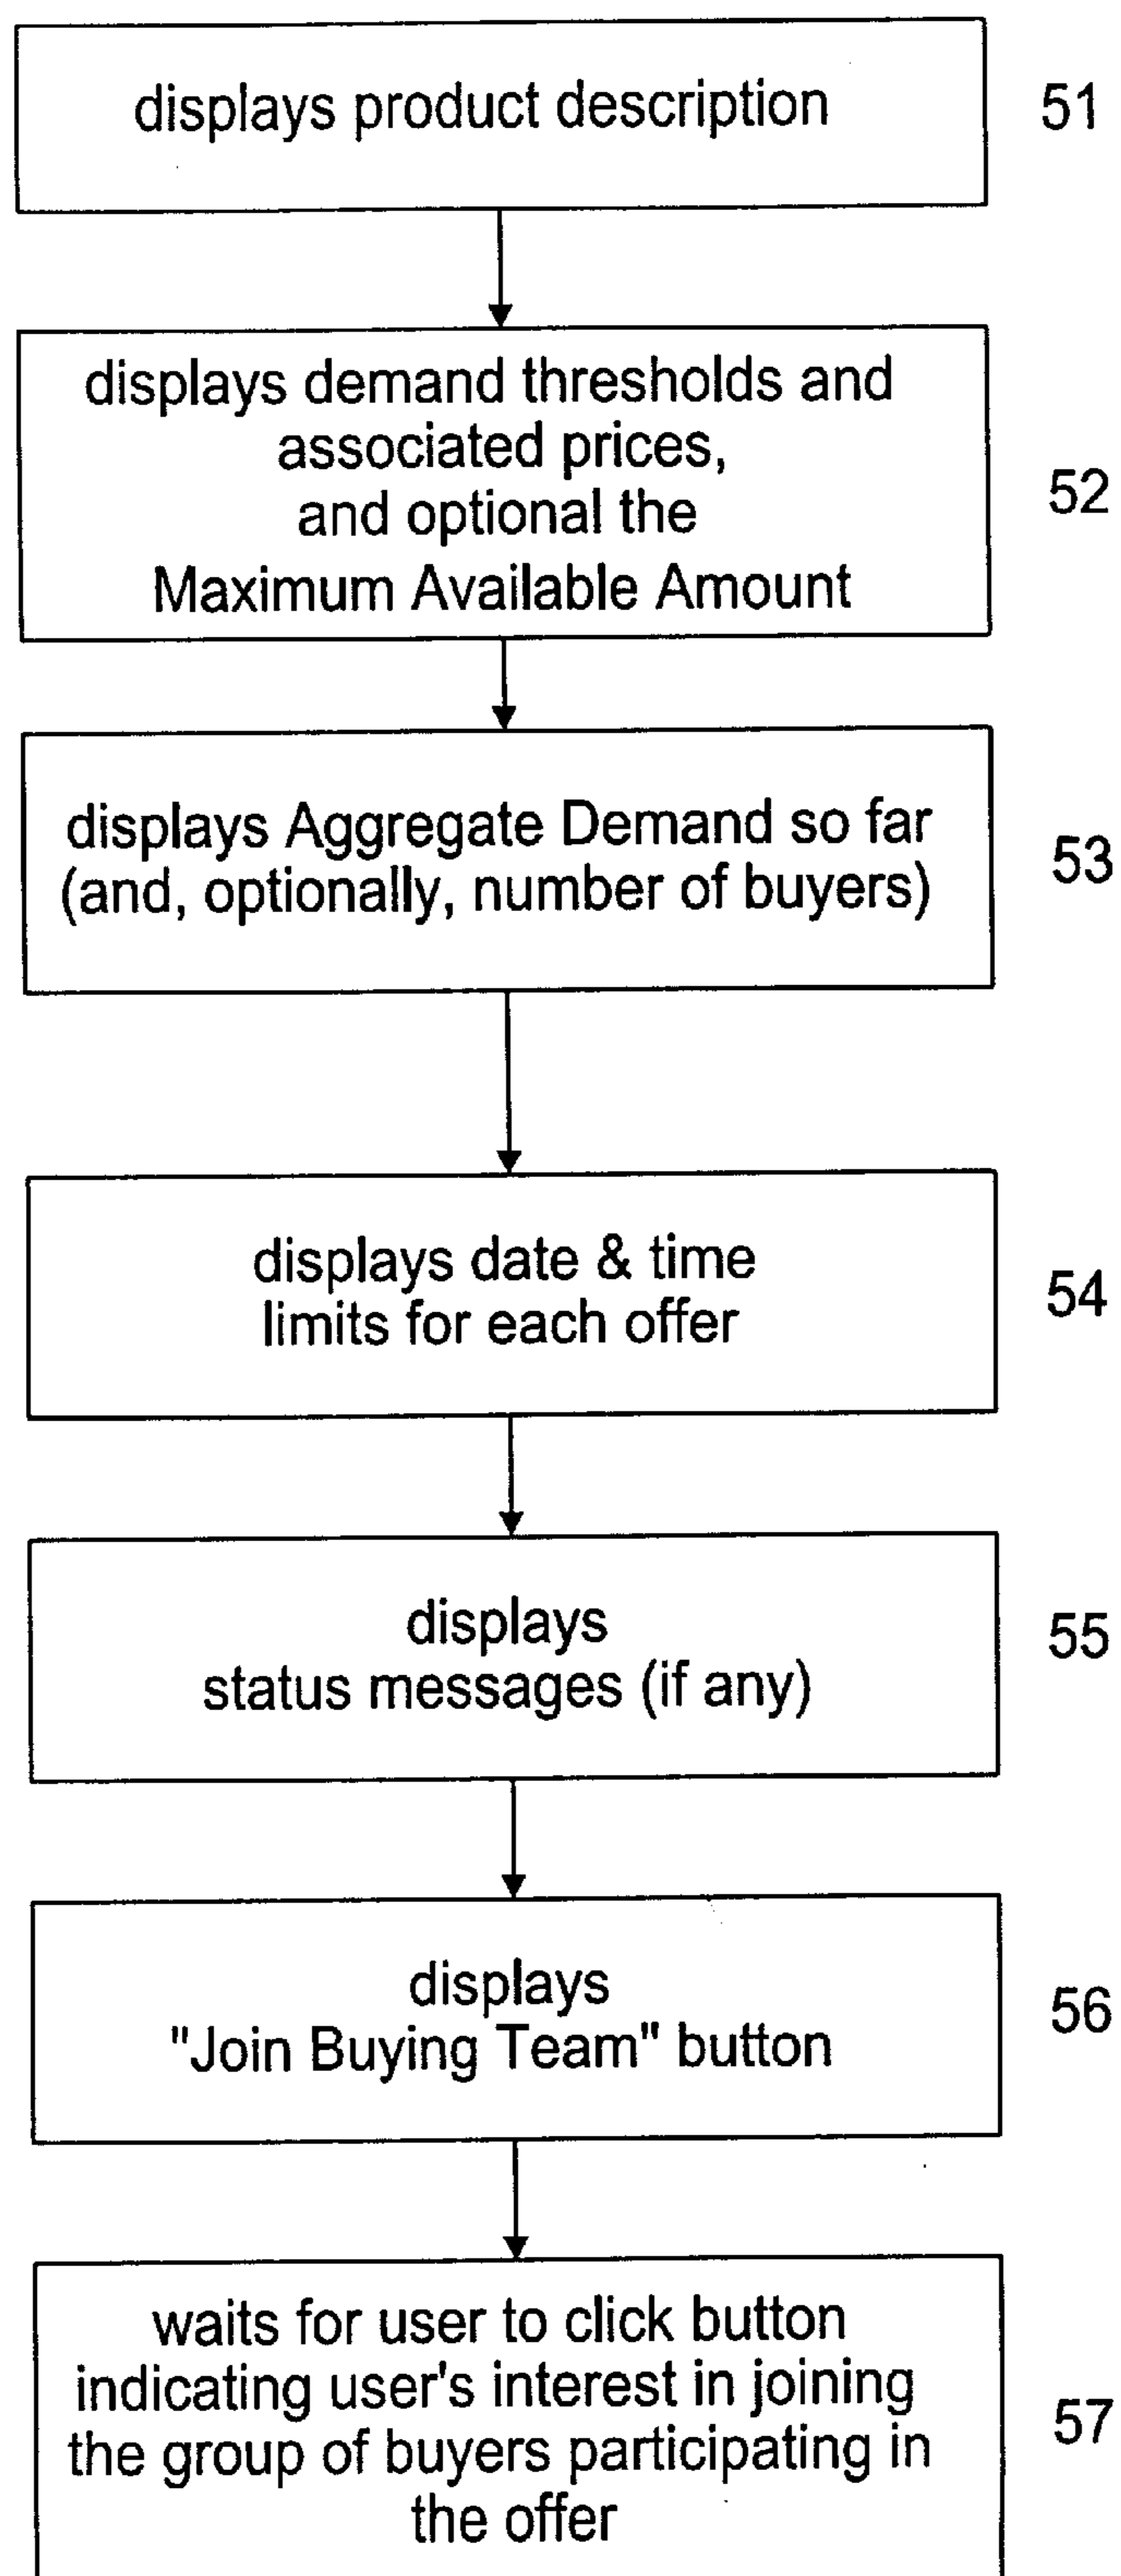 displays product description
51
displays demand thresholds and
associated prices,
and optional the
Maximum Available Amount
52
displays Aggregate Demand so far
(and, optionally, number of buyers)
53
displays date & time
limits for each offer
54
displays
status messages (if any)
55
displays
"Join Buying Team" button
56
waits for user to click button
indicating user's interest in joining
the group of buyers participating in
the offer
57